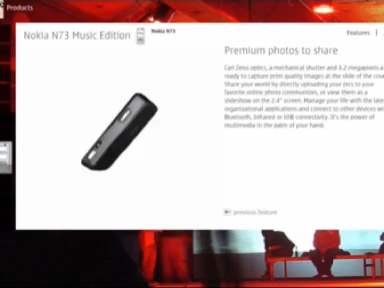 Products
Nokia N73 Music Edition
Nokia N73
Features |
Premium photos to share
Carl Zeiss optics, a mechanical shutter and 3.2 megapixels a
ready to capture print quality images at the slide of the cov
Share your world by directly uploading your pics to your
favorite online photo communities, or view them as a
slideshow on the 2.4" screen. Manage your life with the late
organizational applications and connect to other devices wi
Bluetooth, Infrared or USB connectivity. It's the power of
multimedia in the palm of your hand.
previous feature